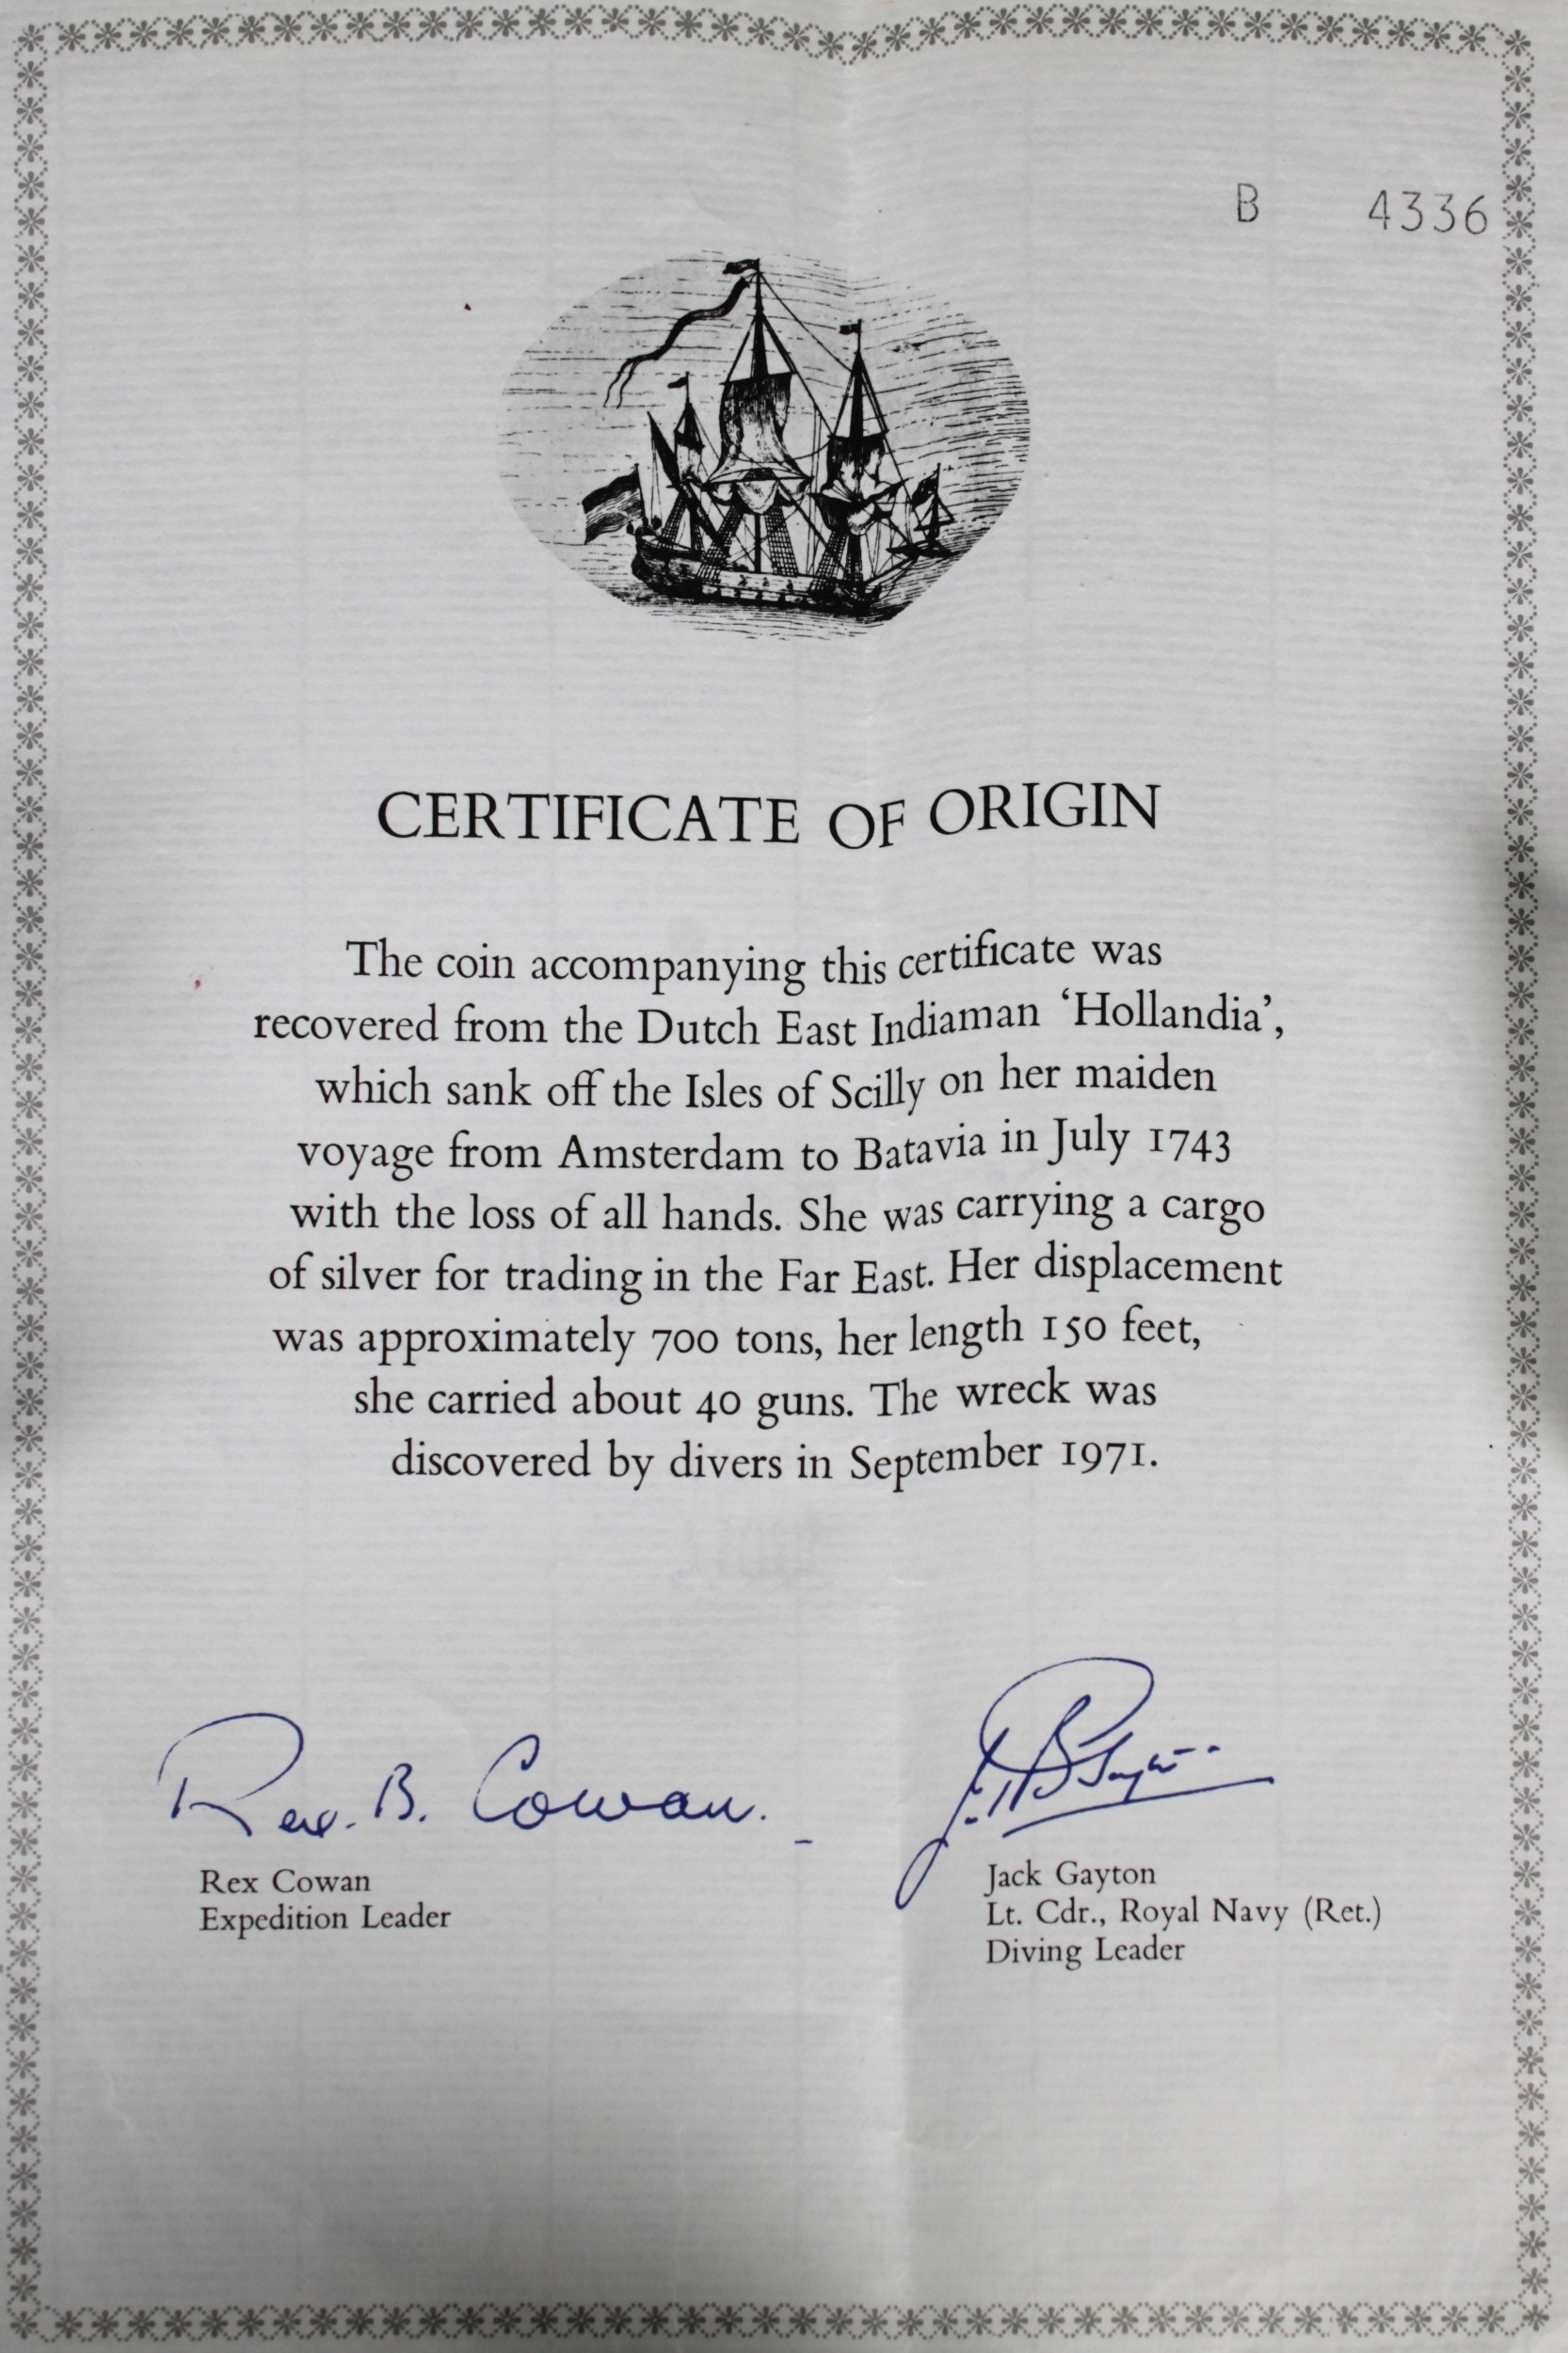 B 4336
CERTIFICATE OF ORIGIN
The coin accompanying this certificate was
recovered from the Dutch East Indiaman ‘Hollandia’,
which sank off the Isles of Scilly on her maiden
voyage from Amsterdam to Batavia in July 1743
with the loss of all hands. She was carrying a cargo
of silver for trading in the Far East. Her displacement
was approximately 700 tons, her length 150 feet,
she carried about 40 guns. The wreck was
discovered by divers in September 1971.
Rex. B. Cowan.
Rex Cowan
Expedition Leader
Jack Gayton
Lt. Cdr., Royal Navy (Ret.)
Diving Leader